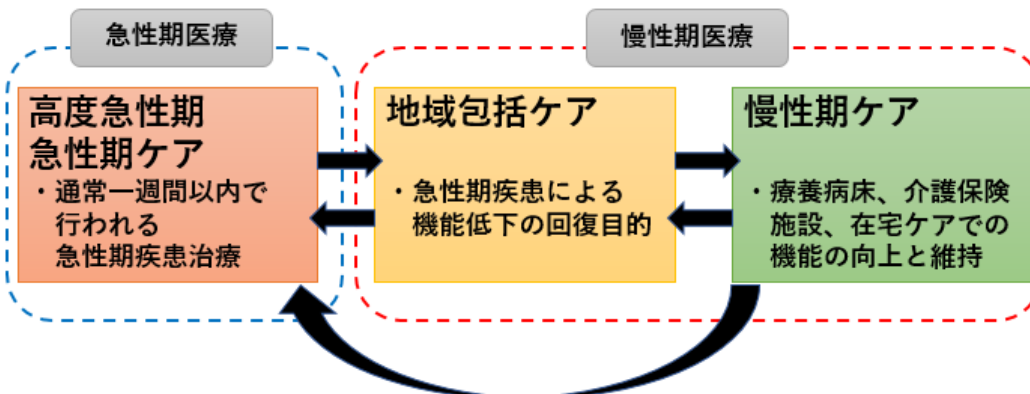 急性期医療
慢性期医療
高度急性期
急性期ケア
・通常一週間以内で
行われる
急性期疾患治療
地域包括ケア
・急性期疾患による
機能低下の回復目的
慢性期ケア
・療養病床、介護保険
施設、在宅ケアでの
機能の向上と維持